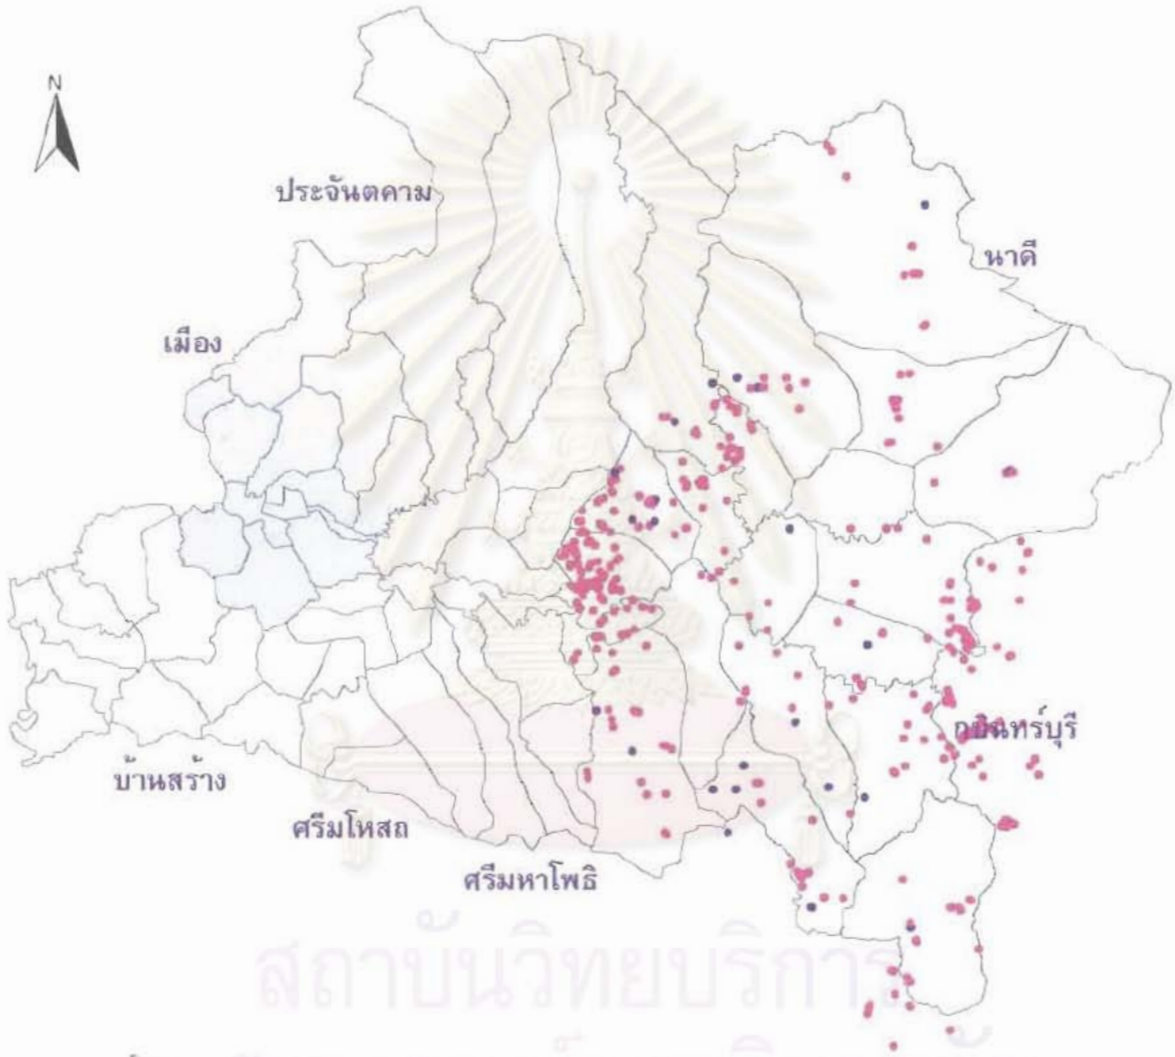 N
ประจันตคาม
นาดี
เมือง
กบินทร์บุรี
บ้านสร้าง
ศรีมโหสถ
ศรีมหาโพธิ
สถาบันวิทยบริการ